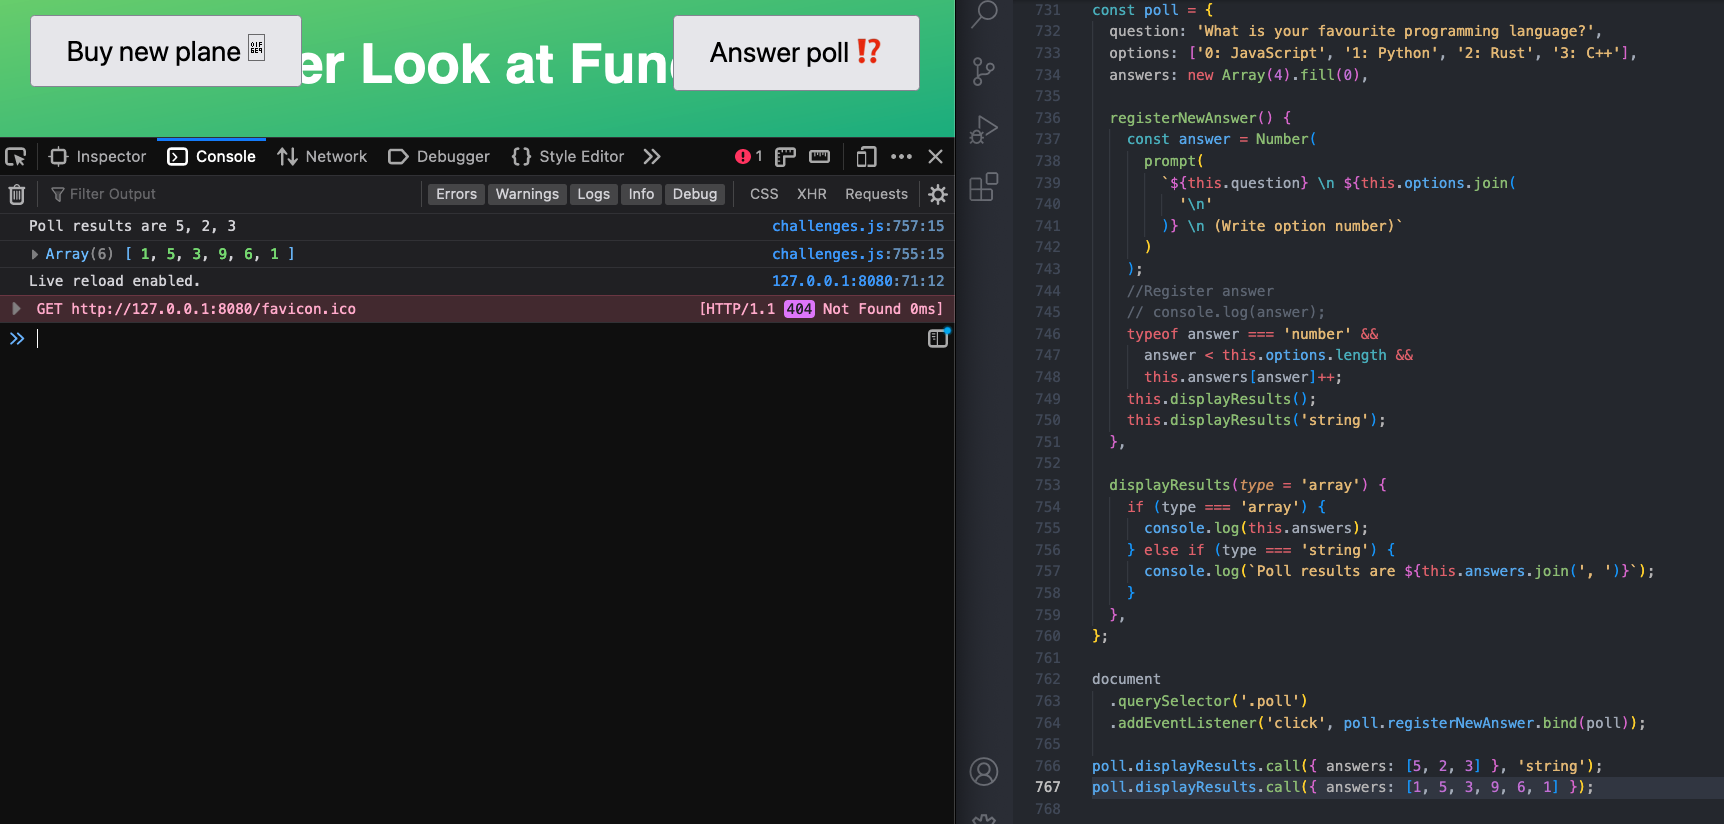 Buy new plane
er Look at Fun
Answer poll ⁉️
Inspector
Console
Network
Debugger
Style Editor
1
Filter Output
Errors
Warnings
Logs
Info
Debug
CSS
XHR
Requests
Poll results are 5, 2, 3
challenges.js:757:15
Array(6) [ 1, 5, 3, 9, 6, 1 ]
challenges.js:755:15
Live reload enabled.
127.0.0.1:8080:71:12
GET http://127.0.0.1:8080/favicon.ico
[HTTP/1.1 404 Not Found 0ms]
731 const poll = {
732 question: 'What is your favourite programming language?',
733 options: ['0: JavaScript', '1: Python', '2: Rust', '3: C++'],
734 answers: new Array(4).fill(0),
735
736 registerNewAnswer() {
737 const answer = Number(
738 prompt(
739 `${this.question} \n ${this.options.join(
740 '\n'
741 )} \n (Write option number)`
742 )
743 );
744 //Register answer
745 // console.log(answer);
746 typeof answer === 'number' &&
747 answer < this.options.length &&
748 this.answers[answer]++;
749 this.displayResults();
750 this.displayResults('string');
751 },
752
753 displayResults(type = 'array') {
754 if (type === 'array') {
755 console.log(this.answers);
756 } else if (type === 'string') {
757 console.log(`Poll results are ${this.answers.join(', ')}`);
758 }
759 },
760 };
761
762 document
763 .querySelector('.poll')
764 .addEventListener('click', poll.registerNewAnswer.bind(poll));
765
766 poll.displayResults.call({ answers: [5, 2, 3] }, 'string');
767 poll.displayResults.call({ answers: [1, 5, 3, 9, 6, 1] });
768